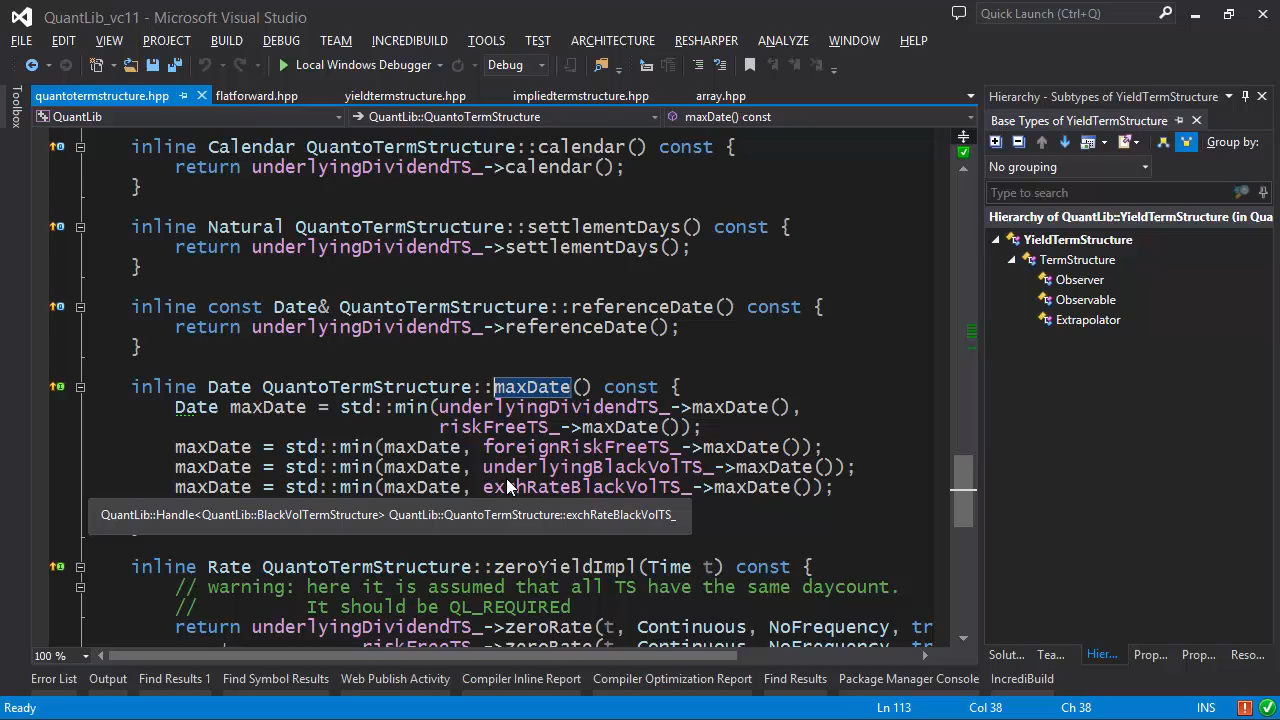 QuantLib_vc11 - Microsoft Visual Studio
Quick Launch (Ctrl+Q)
FILE EDIT VIEW PROJECT BUILD DEBUG TEAM INCREDIBUILD TOOLS TEST ARCHITECTURE RESHARPER ANALYZE WINDOW HELP
Local Windows Debugger Debug
quantotermstructure.hpp flatforward.hpp yieldtermstructure.hpp impliedtermstructure.hpp array.hpp
QuantLib QuantLib::QuantoTermStructure maxDate() const
Toolbox
inline Calendar QuantoTermStructure::calendar() const {
return underlyingDividendTS_->calendar();
}
inline Natural QuantoTermStructure::settlementDays() const {
return underlyingDividendTS_->settlementDays();
}
inline const Date& QuantoTermStructure::referenceDate() const {
return underlyingDividendTS_->referenceDate();
}
inline Date QuantoTermStructure::maxDate() const {
Date maxDate = std::min(underlyingDividendTS_->maxDate(),
riskFreeTS_->maxDate());
maxDate = std::min(maxDate, foreignRiskFreeTS_->maxDate());
maxDate = std::min(maxDate, underlyingBlackVolTS_->maxDate());
maxDate = std::min(maxDate, exchRateBlackVolTS_->maxDate());
QuantLib::Handle<QuantLib::BlackVolTermStructure> QuantLib::QuantoTermStructure::exchRateBlackVolTS_
inline Rate QuantoTermStructure::zeroYieldImpl(Time t) const {
// warning: here it is assumed that all TS have the same daycount.
// It should be QL_REQUIREd
return underlyingDividendTS_->zeroRate(t, Continuous, NoFrequency, tr
100 %
Hierarchy - Subtypes of YieldTermStructure
Base Types of YieldTermStructure
Group by:
No grouping
Type to search
Hierarchy of QuantLib::YieldTermStructure (in Qua
YieldTermStructure
TermStructure
Observer
Observable
Extrapolator
Solut... Tea... Hier... Prop... Prop... Reso...
Error List Output Find Results 1 Find Symbol Results Web Publish Activity Compiler Inline Report Compiler Optimization Report Find Results Package Manager Console IncrediBuild
Ready Ln 113 Col 38 Ch 38 INS